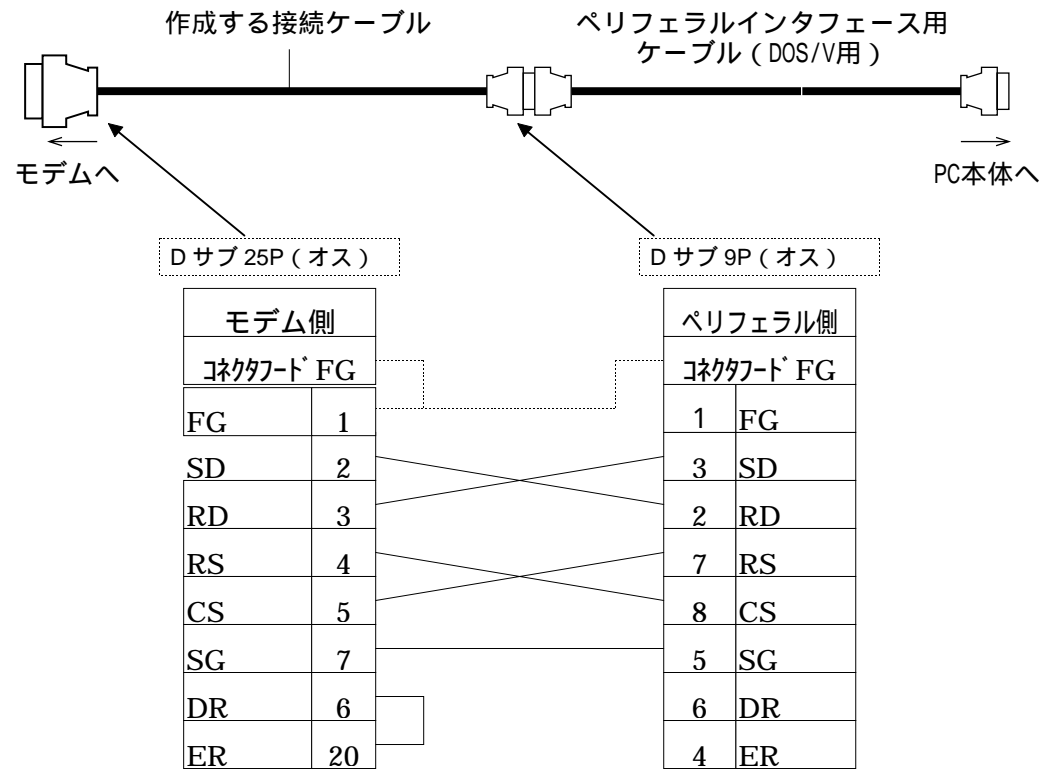 作成する接続ケーブル
ペリフェラルインタフェース用
ケーブル（DOS/V用）
モデムへ
PC本体へ
Dサブ25P（オス）
Dサブ9P（オス）
モデム側
ペリフェラル側
ｺﾈｸﾀﾌｰﾄﾞ FG
ｺﾈｸﾀﾌｰﾄﾞ FG
FG 1
1 FG
SD 2
3 SD
RD 3
2 RD
RS 4
7 RS
CS 5
8 CS
SG 7
5 SG
DR 6
6 DR
ER 20
4 ER